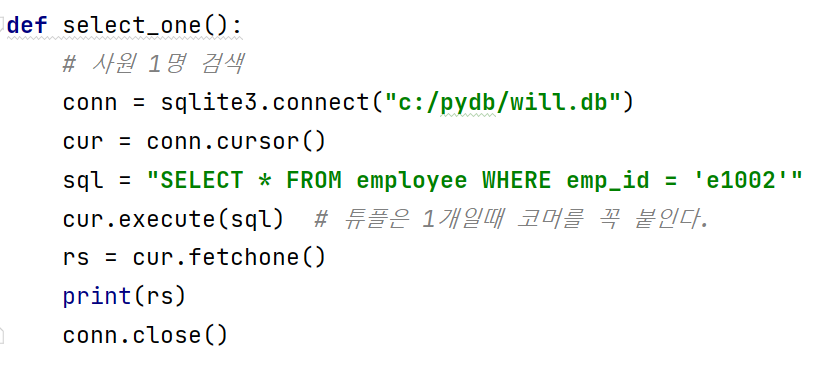 def select_one():
    # 사원 1명 검색
    conn = sqlite3.connect("c:/pydb/will.db")
    cur = conn.cursor()
    sql = "SELECT * FROM employee WHERE emp_id = 'e1002'"
    cur.execute(sql)  # 튜플은 1개일때 코머를 꼭 붙인다.
    rs = cur.fetchone()
    print(rs)
    conn.close()